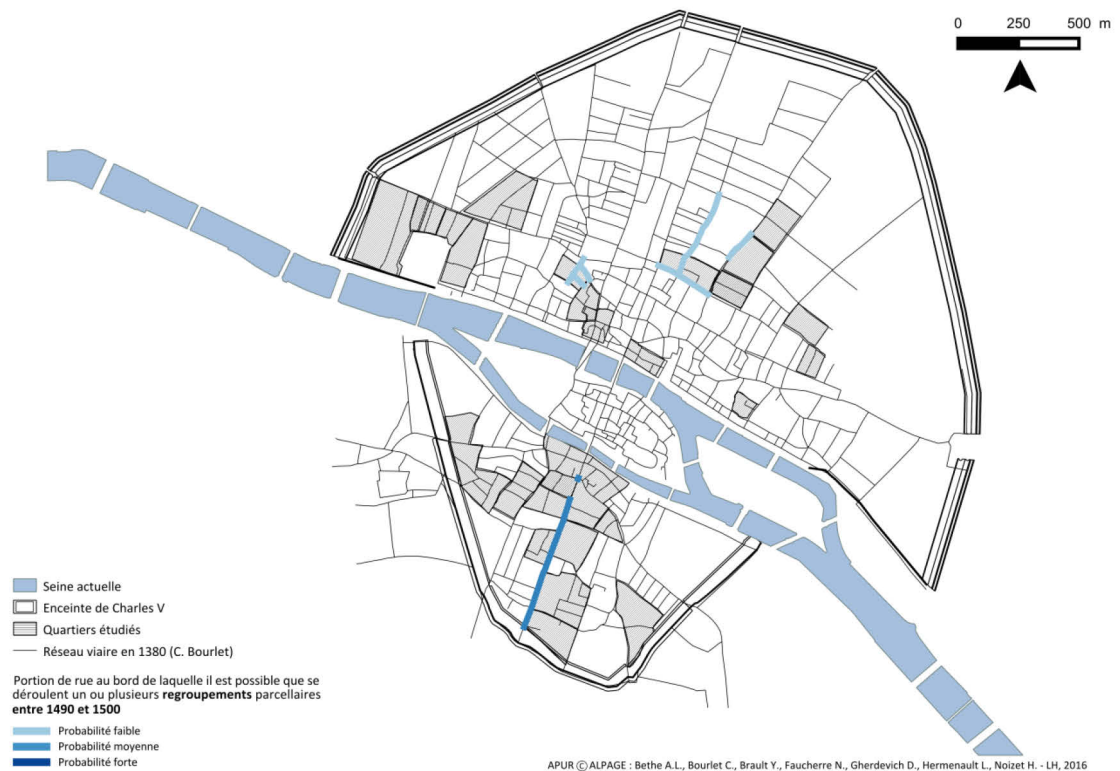 0 250 500 m
Seine actuelle
Enceinte de Charles V
Quartiers étudiés
Réseau viaire en 1380 (C. Bourlet)
Portion de rue au bord de laquelle il est possible que se
déroulent un ou plusieurs regroupements parcellaires
entre 1490 et 1500
Probabilité faible
Probabilité moyenne
Probabilité forte
APUR © ALPAGE : Bethe A.L., Bourlet C., Brault Y., Faucherre N., Gherdevich D., Hermenault L., Noizet H. - LH, 2016